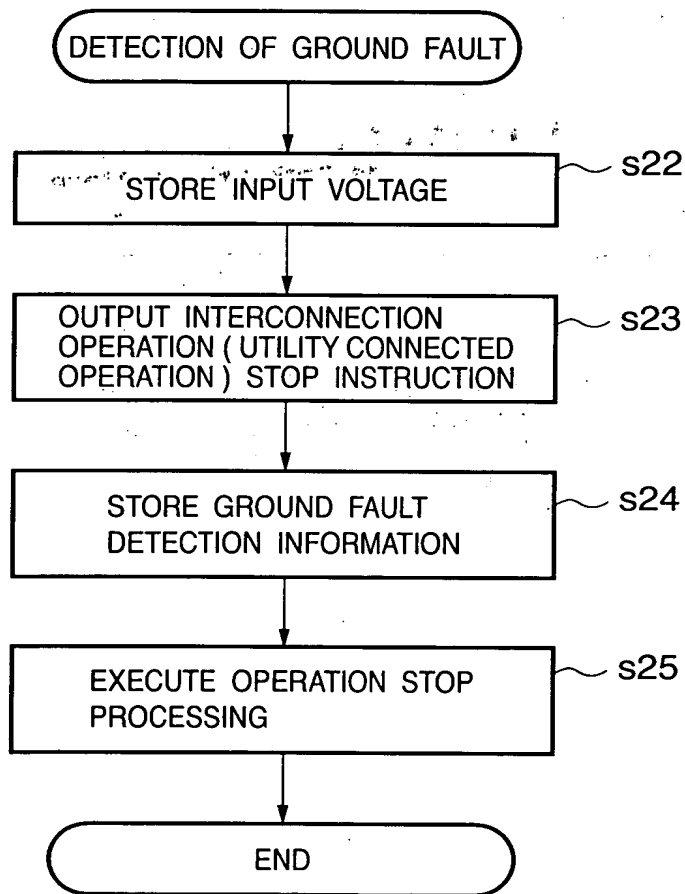 DETECTION OF GROUND FAULT
s22
STORE INPUT VOLTAGE
s23
OUTPUT INTERCONNECTION
OPERATION ( UTILITY CONNECTED
OPERATION ) STOP INSTRUCTION
s24
STORE GROUND FAULT
DETECTION INFORMATION
s25
EXECUTE OPERATION STOP
PROCESSING
END